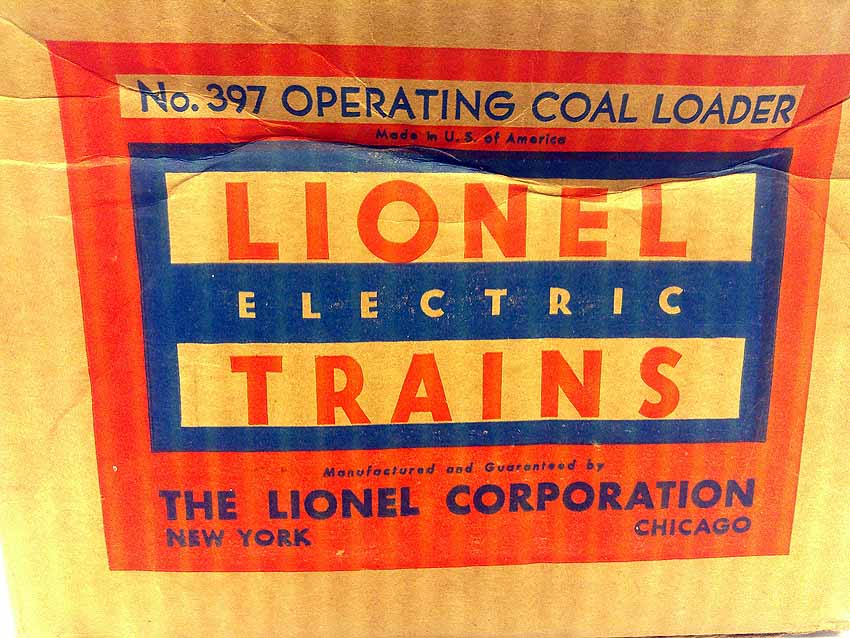 No. 397 OPERATING COAL LOADER
Made in U. S. of America
LIONEL
ELECTRIC
TRAINS
Manufactured and Guaranteed by
THE LIONEL CORPORATION
NEW YORK CHICAGO